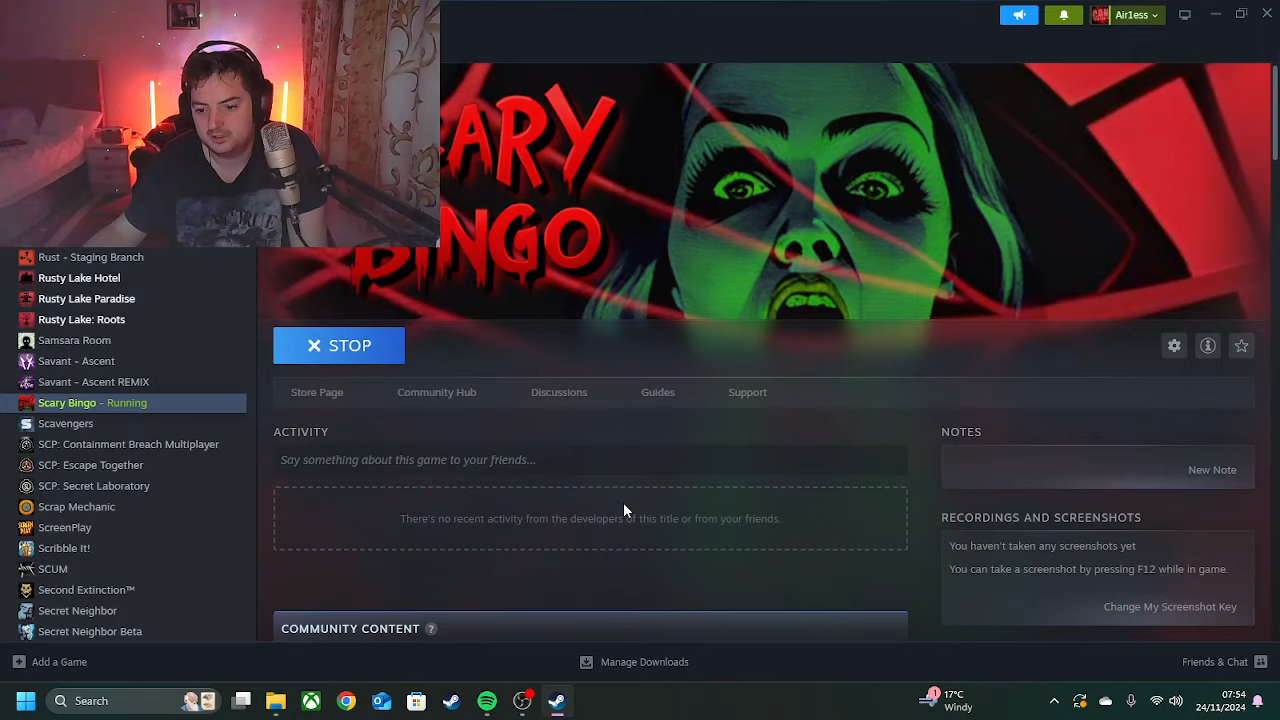 Air1ess
SCARY
BINGO
Rust - Staging Branch
Rusty Lake Hotel
Rusty Lake Paradise
Rusty Lake: Roots
Samsara Room
Savant - Ascent
Savant - Ascent REMIX
Scary Bingo - Running
Scavengers
SCP: Containment Breach Multiplayer
SCP: Escape Together
SCP: Secret Laboratory
Scrap Mechanic
ScreenPlay
Scribble It!
SCUM
Second Extinction™
Secret Neighbor
Secret Neighbor Beta
STOP
Store Page
Community Hub
Discussions
Guides
Support
ACTIVITY
Say something about this game to your friends...
There's no recent activity from the developers of this title or from your friends.
COMMUNITY CONTENT ?
NOTES
New Note
RECORDINGS AND SCREENSHOTS
You haven't taken any screenshots yet
You can take a screenshot by pressing F12 while in game.
Change My Screenshot Key
Add a Game
Manage Downloads
Friends & Chat
Search
1
17°C
Windy
07:54
24/11/2024